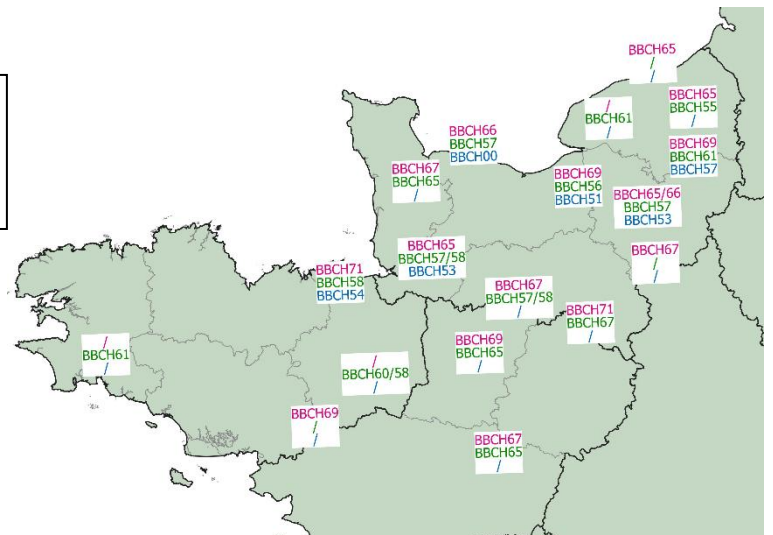 BBCH65
/
/
/
BBCH61
/
BBCH65
BBCH55
/
BBCH66
BBCH57
BBCH00
BBCH69
BBCH61
BBCH57
BBCH67
BBCH65
/
BBCH69
BBCH56
BBCH51
BBCH65/66
BBCH57
BBCH53
BBCH65
BBCH57/58
BBCH53
BBCH67
/
/
BBCH71
BBCH58
BBCH54
BBCH67
BBCH57/58
/
BBCH71
BBCH67
/
/
BBCH61
/
BBCH69
BBCH65
/
/
BBCH60/58
/
BBCH69
/
/
BBCH67
BBCH65
/